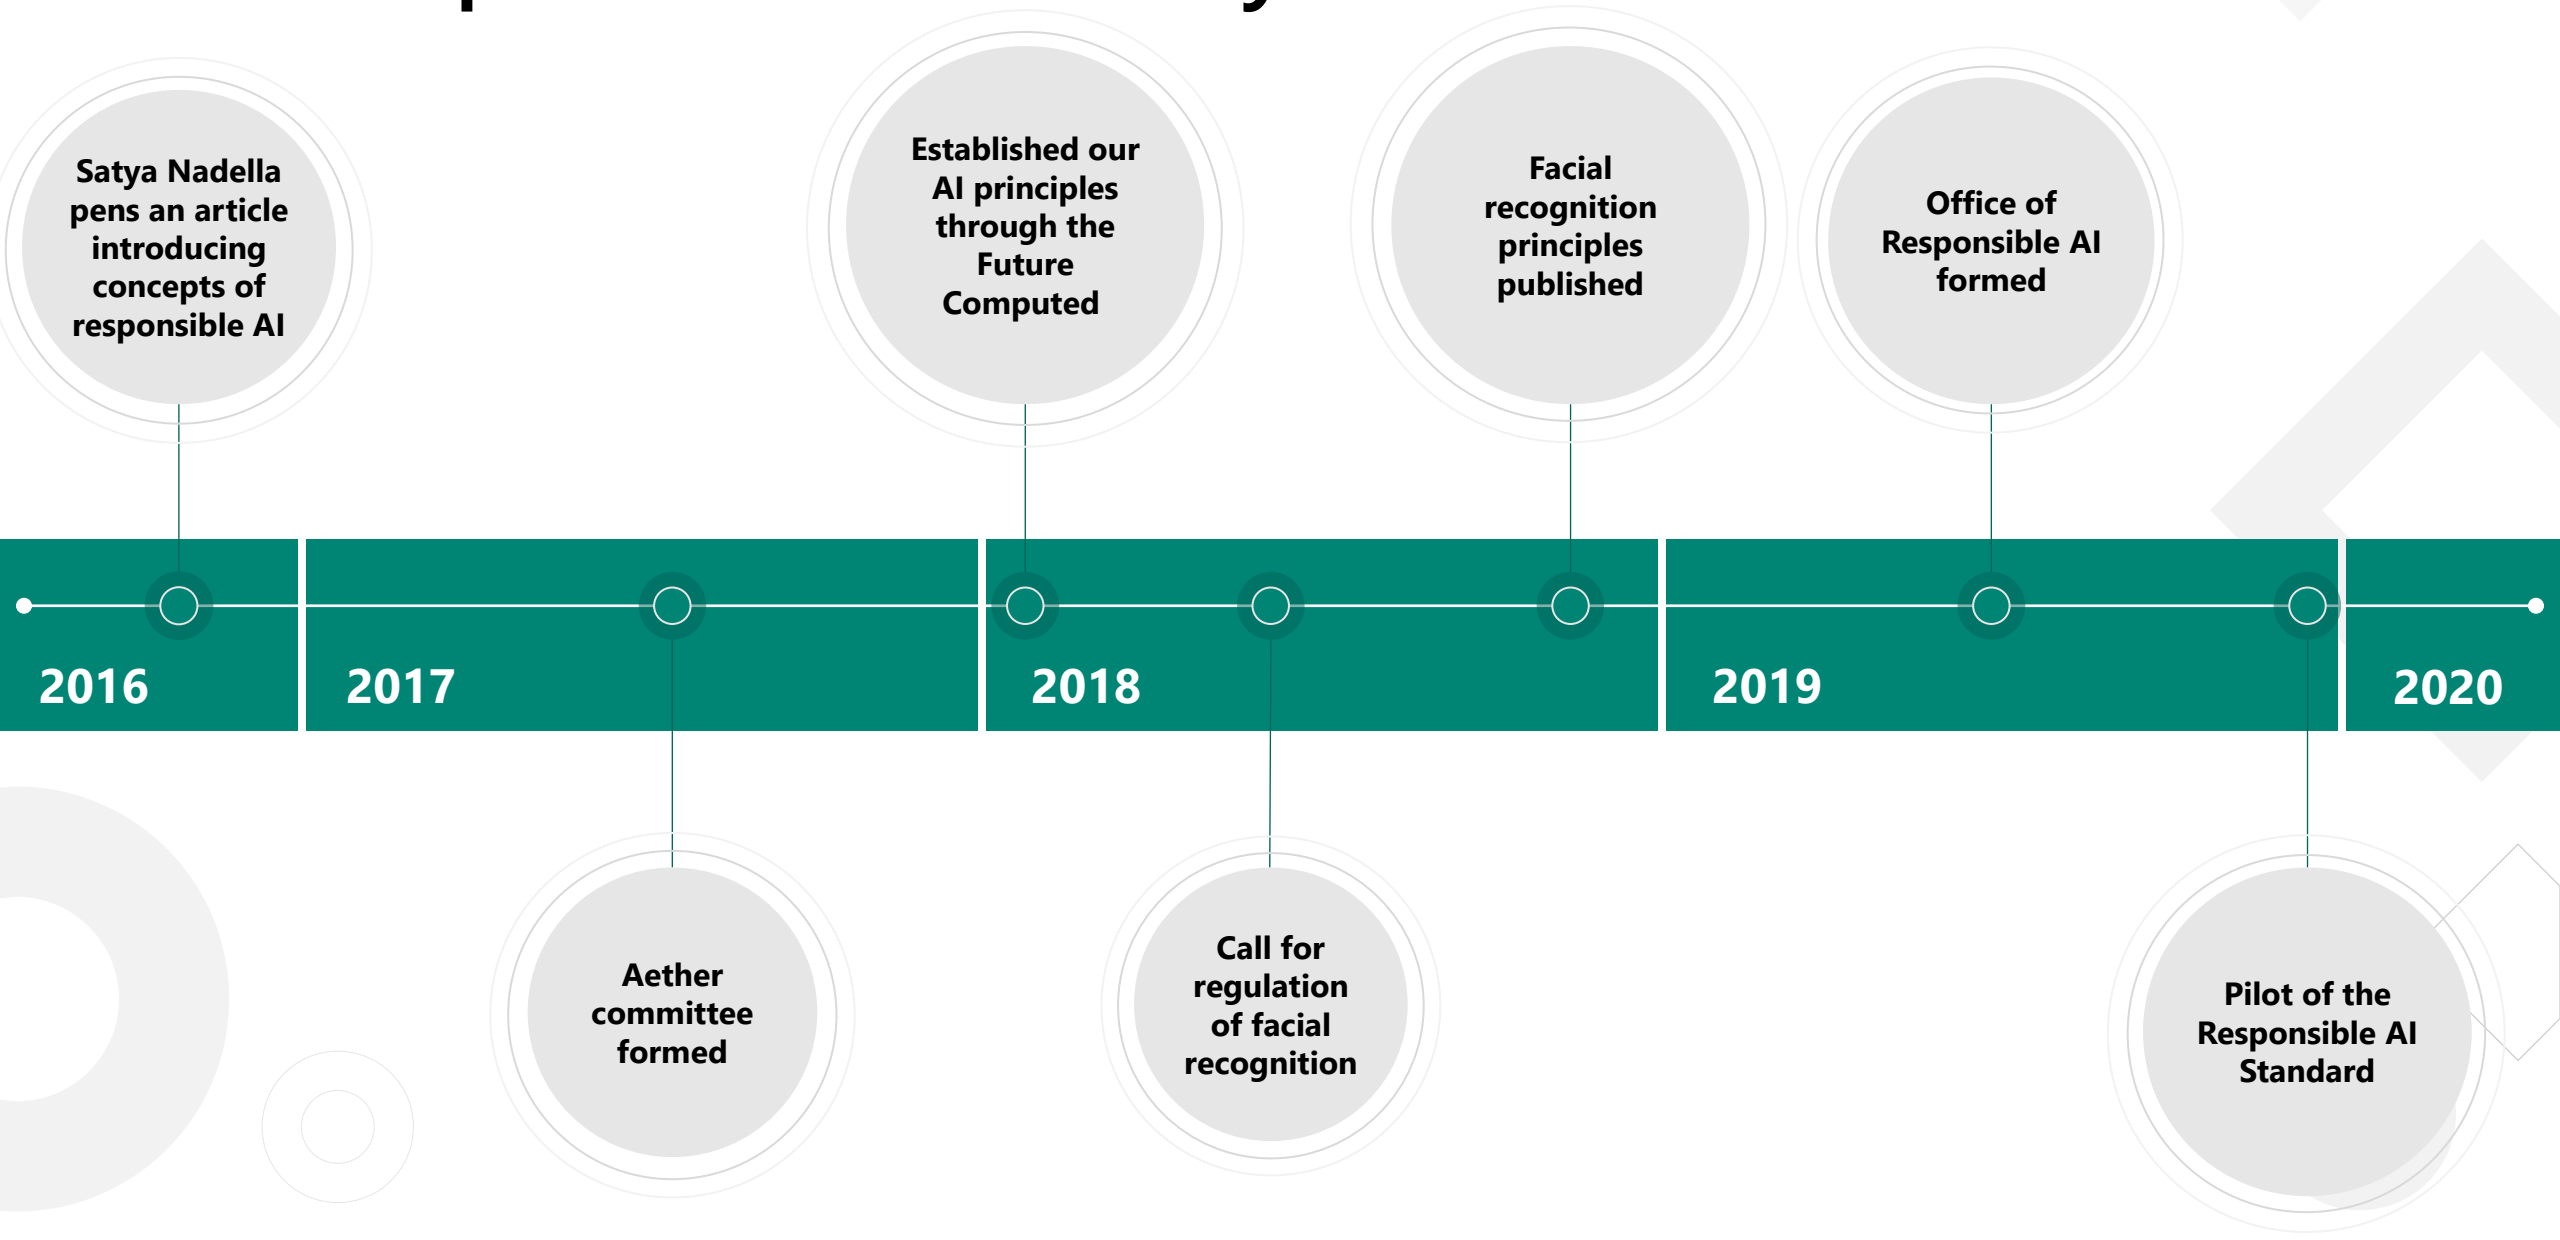 Satya Nadella
pens an article
introducing
concepts of
responsible AI
Established our
AI principles
through the
Future
Computed
Facial
recognition
principles
published
Office of
Responsible AI
formed
2016
2017
2018
2019
2020
Aether
committee
formed
Call for
regulation
of facial
recognition
Pilot of the
Responsible AI
Standard